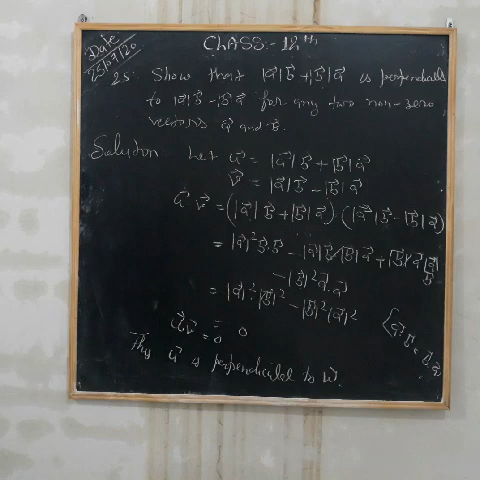 Date
25/07/20
CLASS:- 12th
25. Show that |a⃗|b⃗ + |b⃗|a⃗ is perpendicular
to |a⃗|b⃗ - |b⃗|a⃗ for any two non-zero
vectors a⃗ and b⃗.
Solution Let u⃗ = |a⃗|b⃗ + |b⃗|a⃗
v⃗ = |a⃗|b⃗ - |b⃗|a⃗
u⃗ v⃗ = (|a⃗|b⃗ + |b⃗|a⃗) (|a⃗|b⃗ - |b⃗|a⃗)
= |a⃗|² b⃗.b⃗ - |a⃗|b⃗|b⃗|a⃗ + |b⃗|a⃗|a⃗|b⃗
- |b⃗|² a⃗.a⃗
= |a⃗|² |b⃗|² - |b⃗|² |a⃗|²
= 0
u⃗.v⃗ = 0
[a⃗.b⃗ = b⃗.a⃗
Thus u⃗ is perpendicular to v⃗.